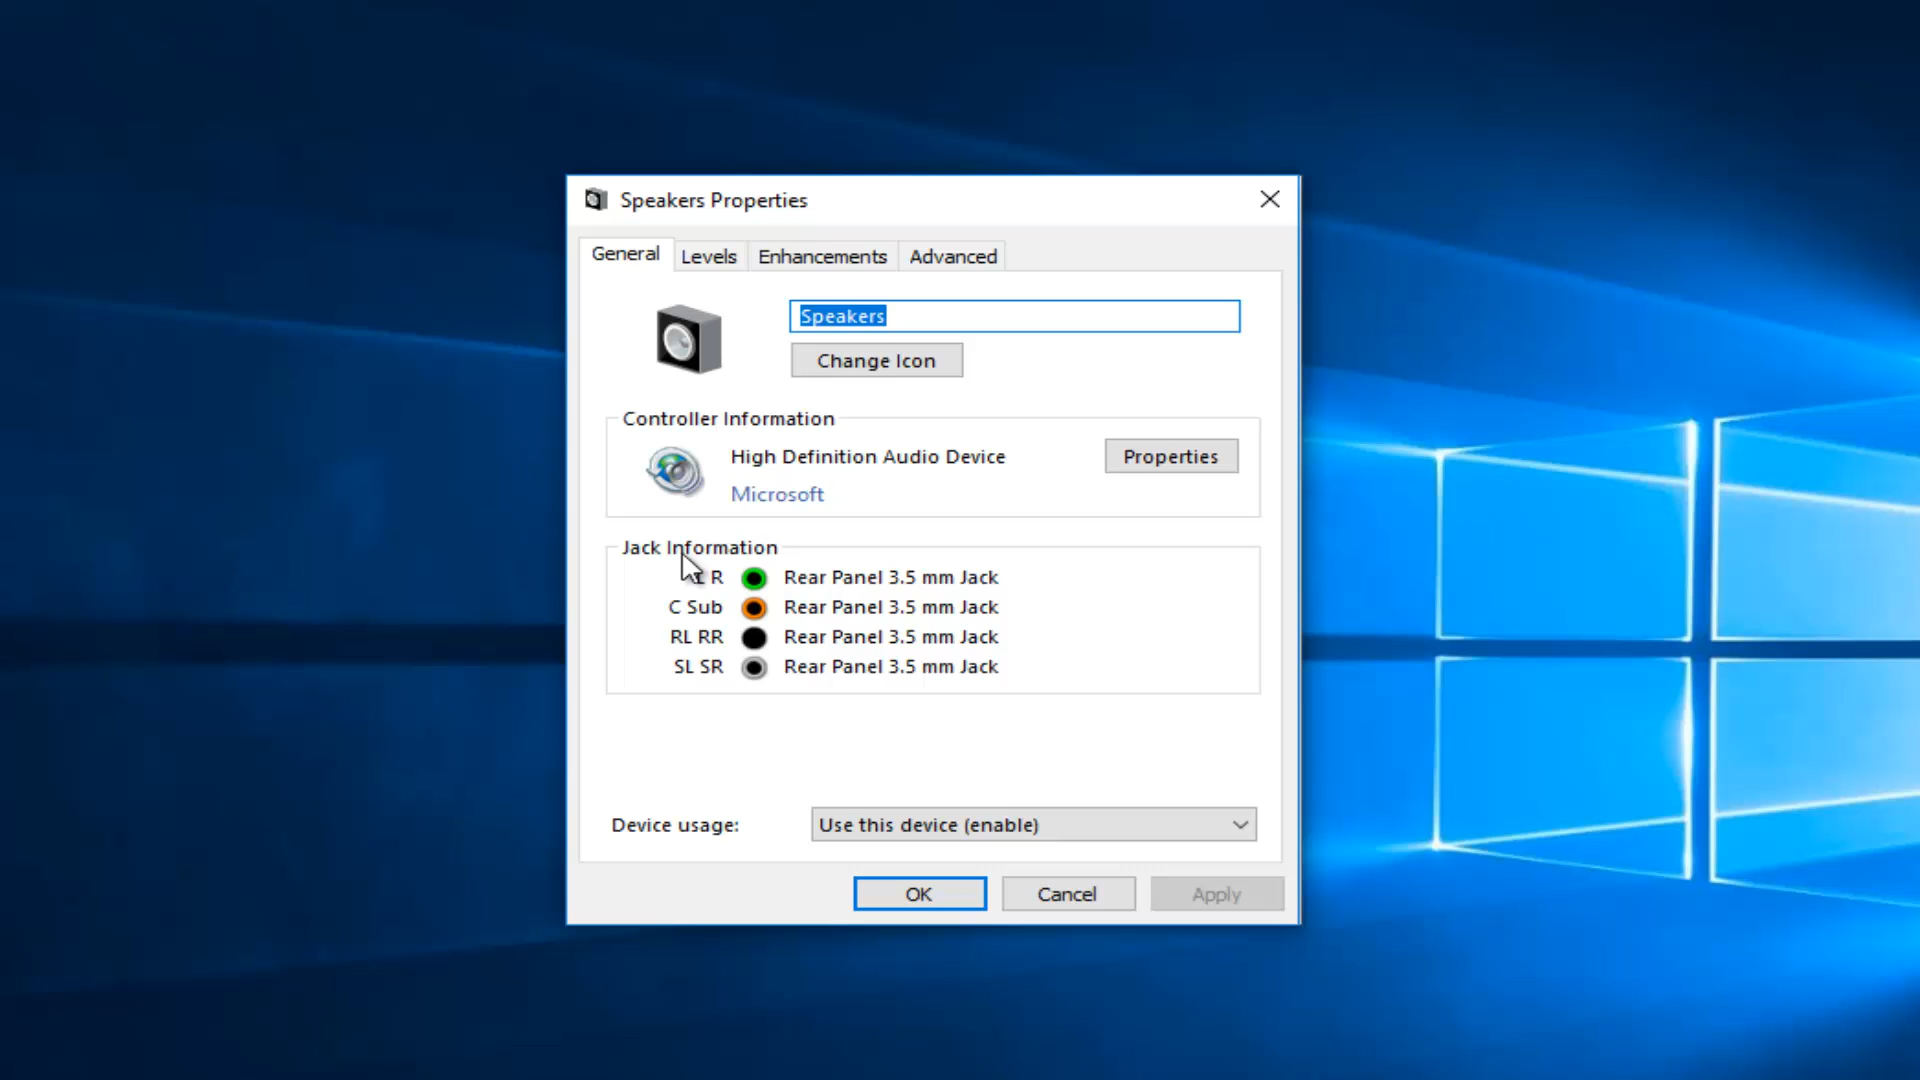 Speakers Properties
General Levels Enhancements Advanced
Speakers
Change Icon
Controller Information
High Definition Audio Device
Properties
Microsoft
Jack Information
R Rear Panel 3.5 mm Jack
C Sub Rear Panel 3.5 mm Jack
RL RR Rear Panel 3.5 mm Jack
SL SR Rear Panel 3.5 mm Jack
Device usage: Use this device (enable)
OK Cancel Apply